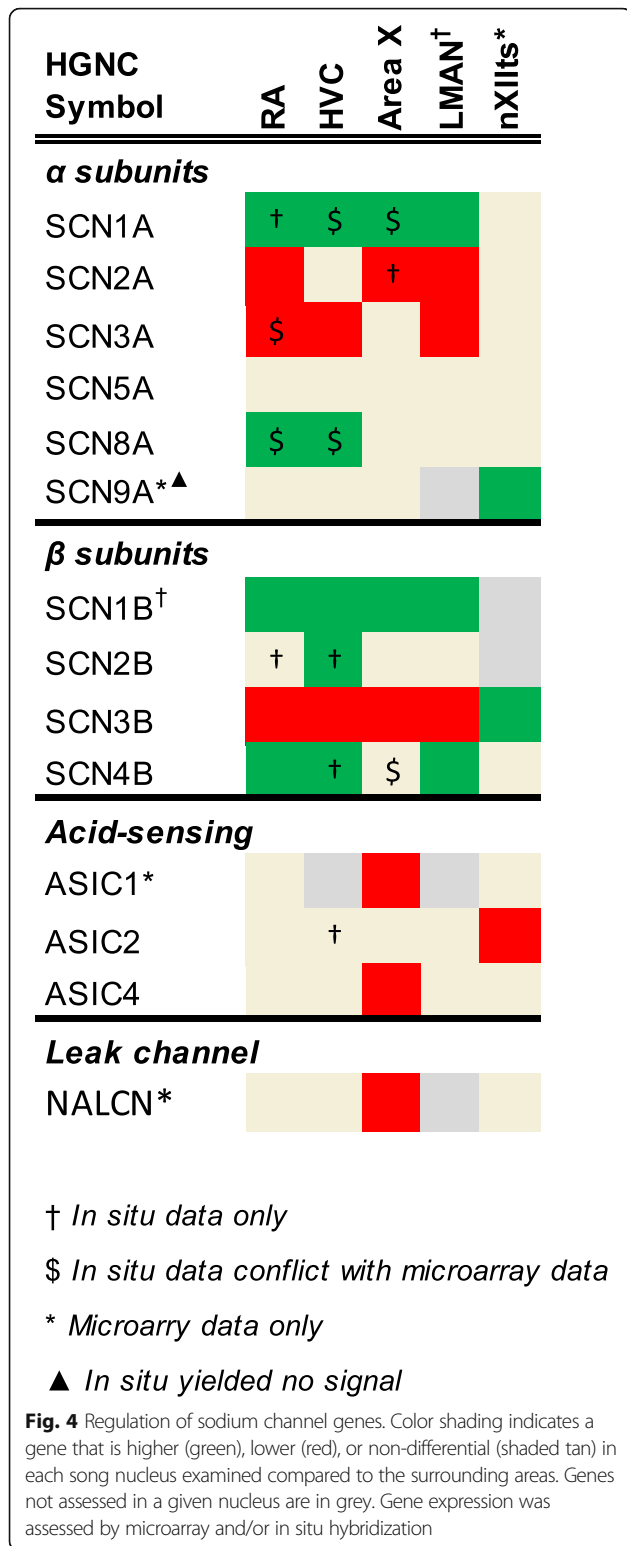 HGNC Symbol RA HVC Area X LMAN† nXIIts*
α subunits
SCN1A † $ $
SCN2A †
SCN3A $
SCN5A
SCN8A $ $
SCN9A*▲
β subunits
SCN1B†
SCN2B † †
SCN3B
SCN4B † $
Acid-sensing
ASIC1*
ASIC2 †
ASIC4
Leak channel
NALCN*
† In situ data only
$ In situ data conflict with microarray data
* Microarry data only
▲ In situ yielded no signal
Fig. 4 Regulation of sodium channel genes. Color shading indicates a
gene that is higher (green), lower (red), or non-differential (shaded tan) in
each song nucleus examined compared to the surrounding areas. Genes
not assessed in a given nucleus are in grey. Gene expression was
assessed by microarray and/or in situ hybridization